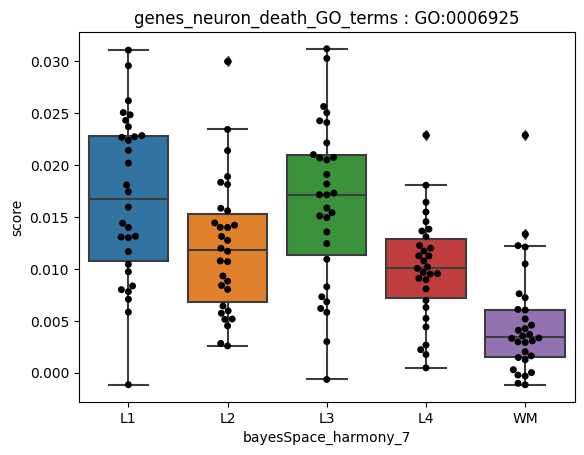 genes_neuron_death_GO_terms : GO:0006925
score
0.030
0.025
0.020
0.015
0.010
0.005
0.000
L1 L2 L3 L4 WM
bayesSpace_harmony_7